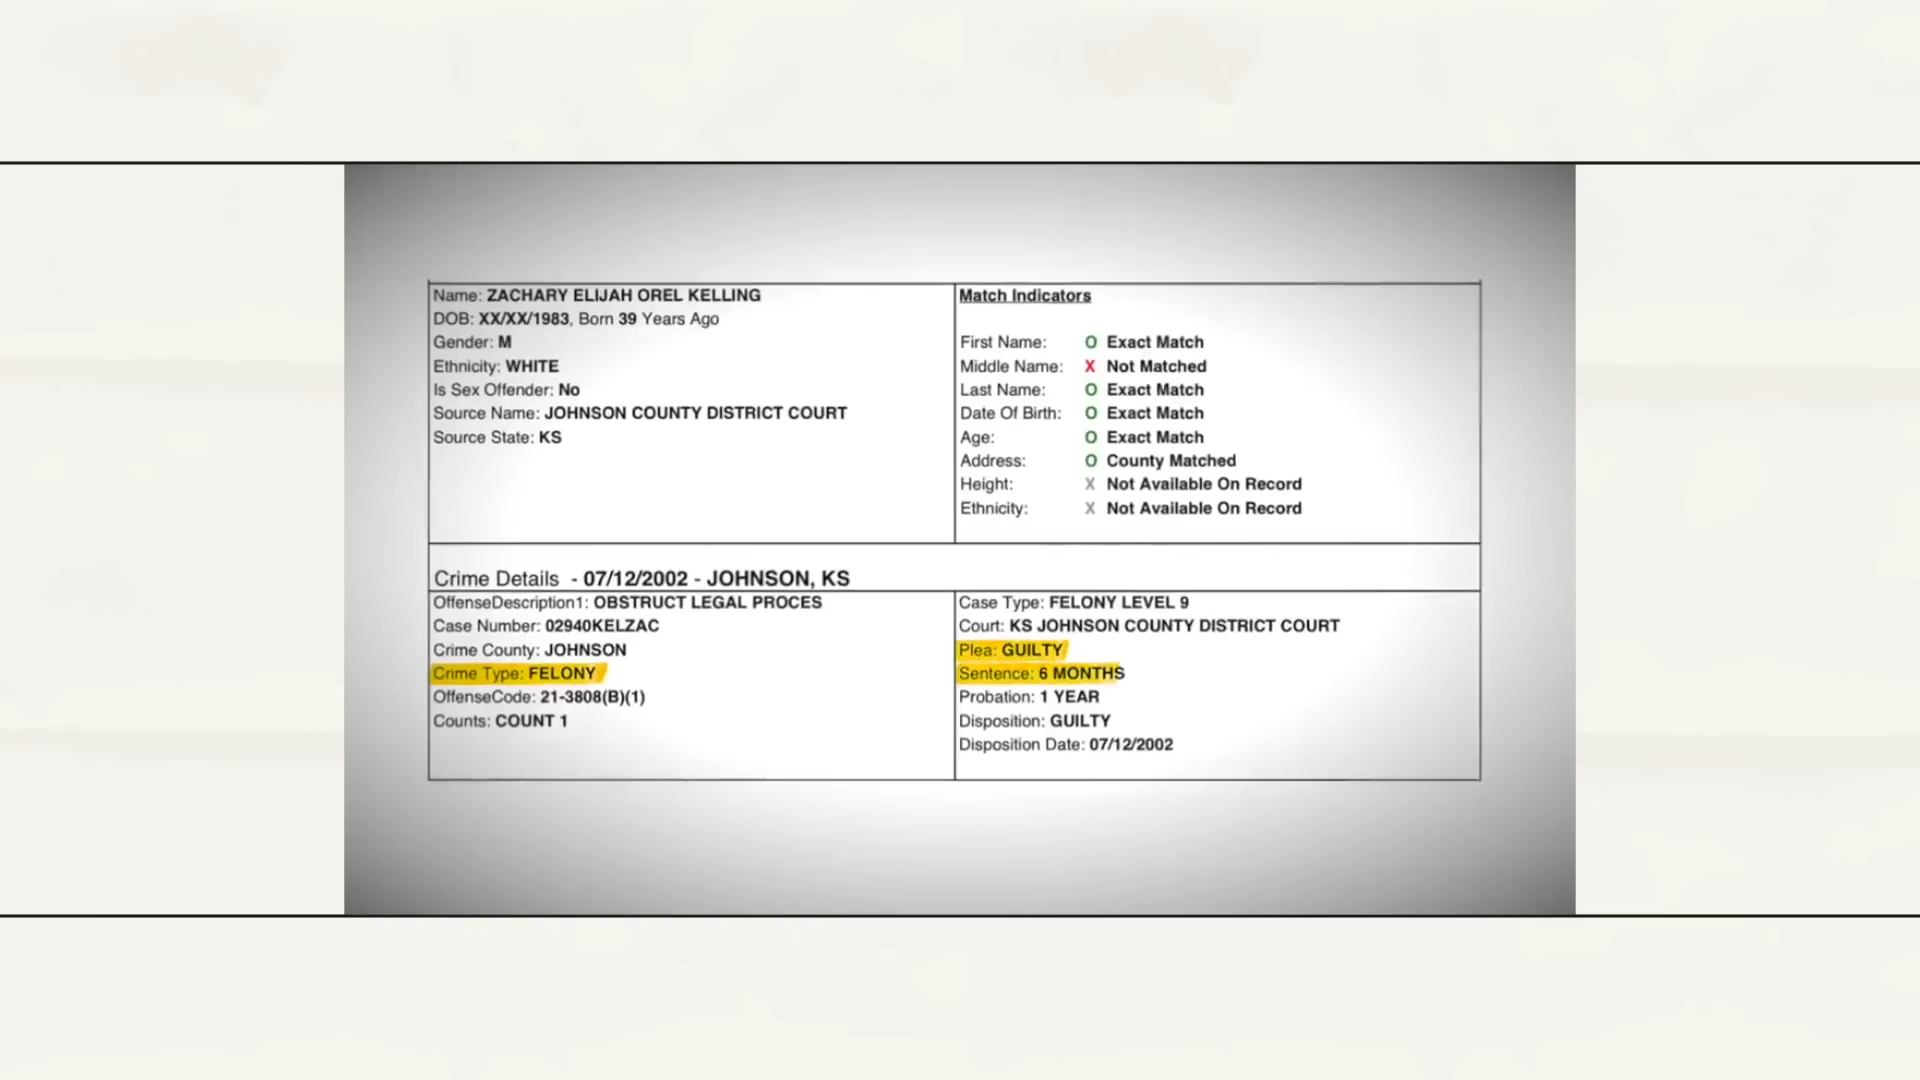 Name: ZACHARY ELIJAH OREL KELLING
DOB: XX/XX/1983, Born 39 Years Ago
Gender: M
Ethnicity: WHITE
Is Sex Offender: No
Source Name: JOHNSON COUNTY DISTRICT COURT
Source State: KS
Match Indicators
First Name: O Exact Match
Middle Name: X Not Matched
Last Name: O Exact Match
Date Of Birth: O Exact Match
Age: O Exact Match
Address: O County Matched
Height: X Not Available On Record
Ethnicity: X Not Available On Record
Crime Details - 07/12/2002 - JOHNSON, KS
OffenseDescription1: OBSTRUCT LEGAL PROCES
Case Number: 02940KELZAC
Crime County: JOHNSON
Crime Type: FELONY
OffenseCode: 21-3808(B)(1)
Counts: COUNT 1
Case Type: FELONY LEVEL 9
Court: KS JOHNSON COUNTY DISTRICT COURT
Plea: GUILTY
Sentence: 6 MONTHS
Probation: 1 YEAR
Disposition: GUILTY
Disposition Date: 07/12/2002